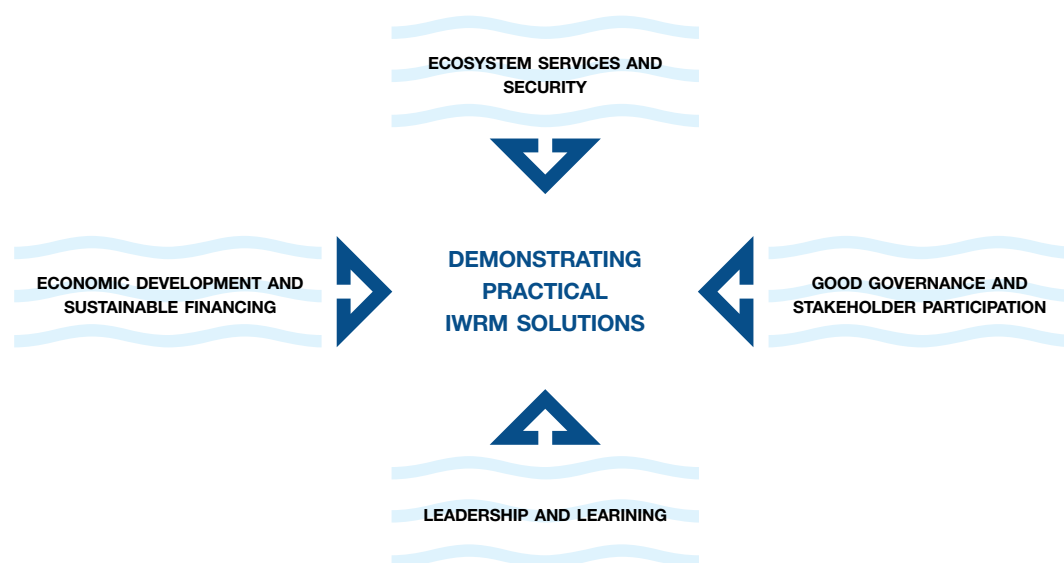 ECOSYSTEM SERVICES AND
SECURITY
ECONOMIC DEVELOPMENT AND
SUSTAINABLE FINANCING
DEMONSTRATING
PRACTICAL
IWRM SOLUTIONS
GOOD GOVERNANCE AND
STAKEHOLDER PARTICIPATION
LEADERSHIP AND LEARINING